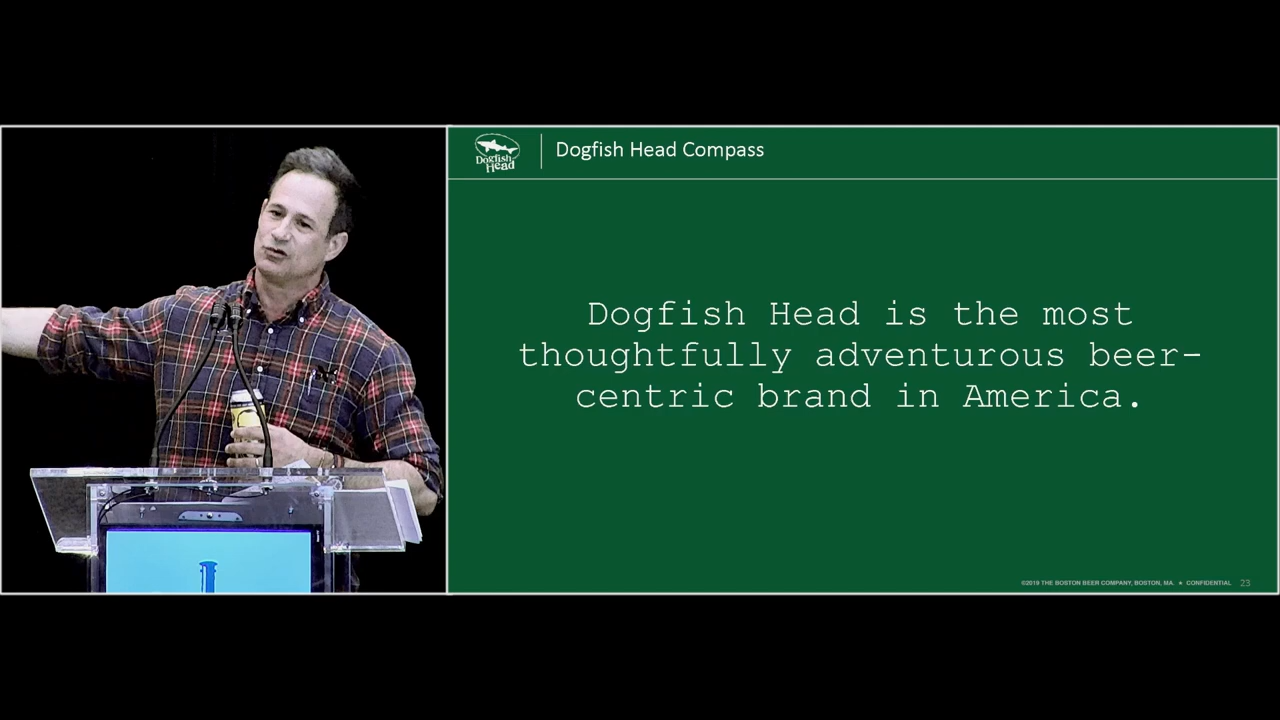 Dogfish
Head
Dogfish Head Compass
Dogfish Head is the most
thoughtfully adventurous beer-
centric brand in America.
©2019 THE BOSTON BEER COMPANY, BOSTON, MA. ★ CONFIDENTIAL 23